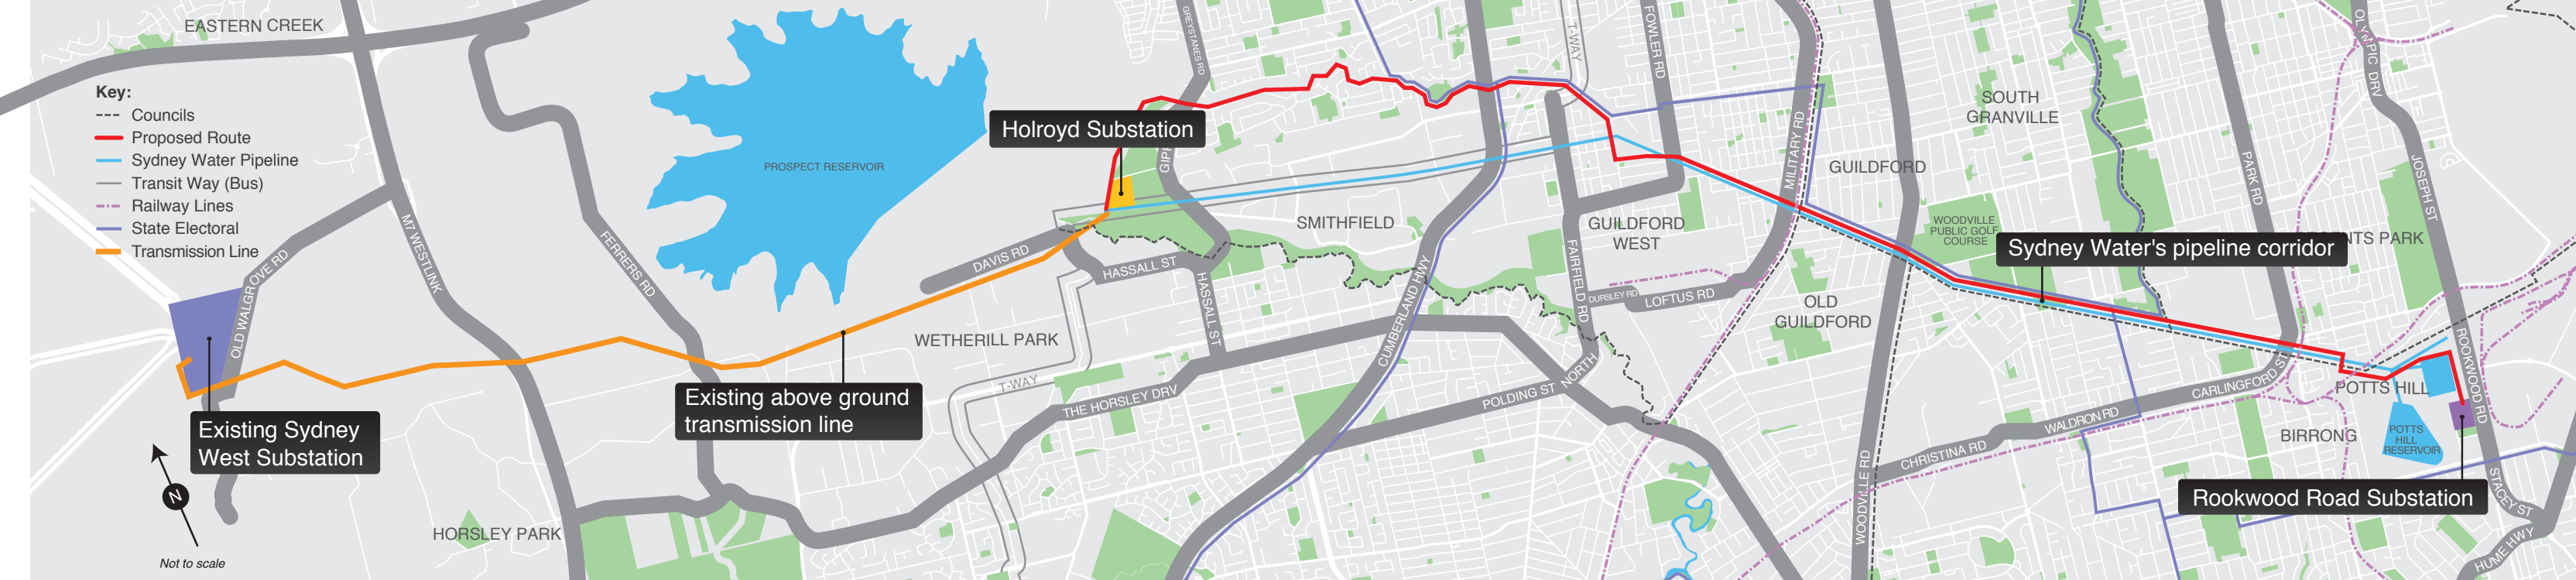 EASTERN CREEK
Key:
Councils
Proposed Route
Sydney Water Pipeline
Transit Way (Bus)
Railway Lines
State Electoral
Transmission Line
OLD WALGROVE RD
M7 WESTLINK
FERRERS RD
PROSPECT RESERVOIR
Existing Sydney
West Substation
N
Not to scale
HORSLEY PARK
Existing above ground
transmission line
WETHERILL PARK
DAVIS RD
HASSALL ST
HASSALL ST
T-WAY
THE HORSLEY DRV
Holroyd Substation
GREYSTANES RD
GIPP
SMITHFIELD
CUMBERLAND HWY
POLDING ST
NORTH
T-WAY
FOWLER RD
GUILDFORD
WEST
FAIRFIELD RD
DURSLEY RD
LOFTUS RD
MILITARY RD
GUILDFORD
OLD
GUILDFORD
WOODVILLE RD
SOUTH
GRANVILLE
WOODVILLE
PUBLIC GOLF
COURSE
Sydney Water's pipeline corridor
NTS PARK
PARK RD
OLYMPIC DRV
JOSEPH ST
CHRISTINA RD
WALDRON RD
CARLINGFORD ST
POTTS HILL
BIRRONG
POTTS
HILL
RESERVOIR
ROOKWOOD RD
Rookwood Road Substation
STACEY ST
HUME HWY